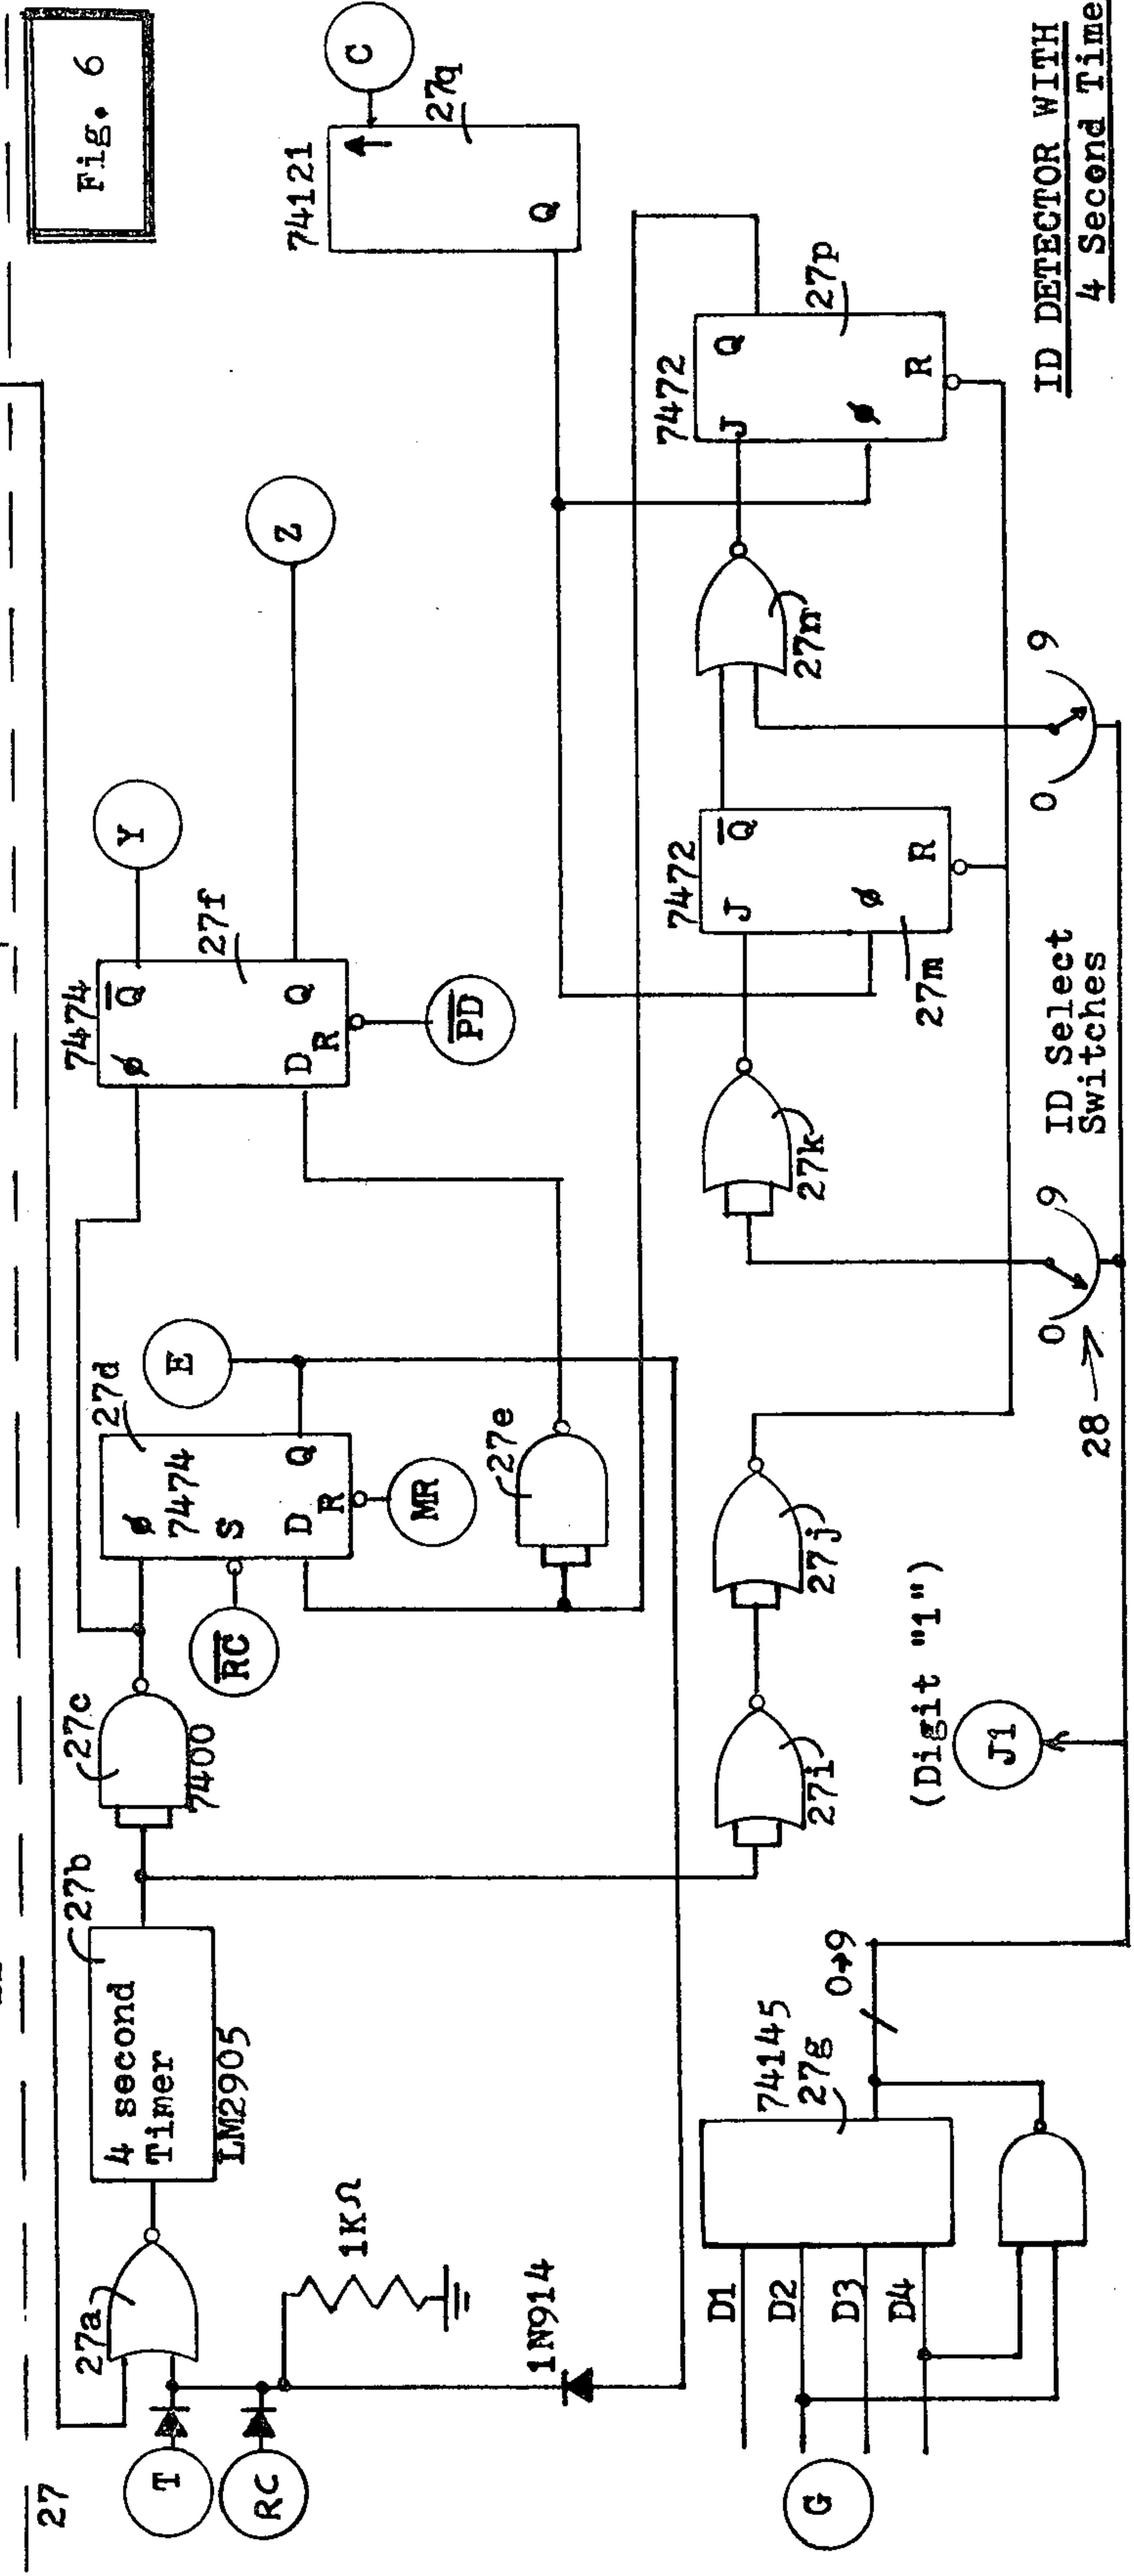 Fig. 6
27
27a
T
RC
1KΩ
1N914
27b
4 second
Timer
LM2905
27c
7400
27d
ϕ
7474
S
D
Q
R
RC
MR
E
27e
7474
ϕ
Q
27f
D
Q
R
PD
Y
Z
74121
27q
Q
C
G
D1
D2
D3
D4
74145
27g
0→9
(Digit "1")
J1
27i
27j
27k
7472
J
Q
ϕ
R
27m
27n
7472
J
Q
ϕ
R
27p
28
0
9
ID Select
Switches
0
9
ID DETECTOR WITH
4 Second Time